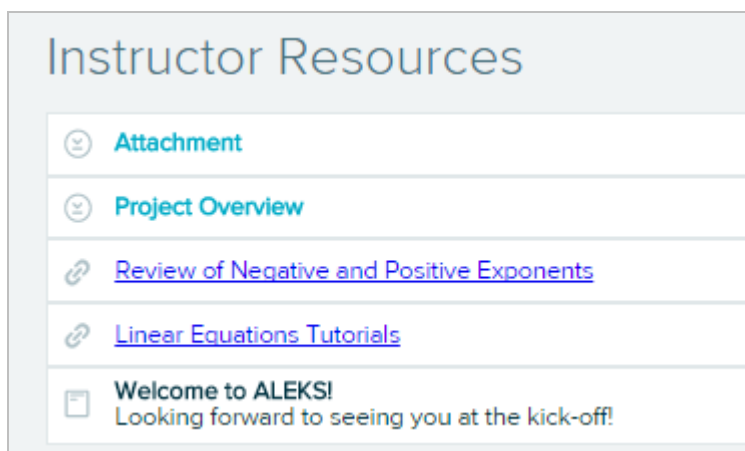 Instructor Resources
Attachment
Project Overview
Review of Negative and Positive Exponents
Linear Equations Tutorials
Welcome to ALEKS!
Looking forward to seeing you at the kick-off!